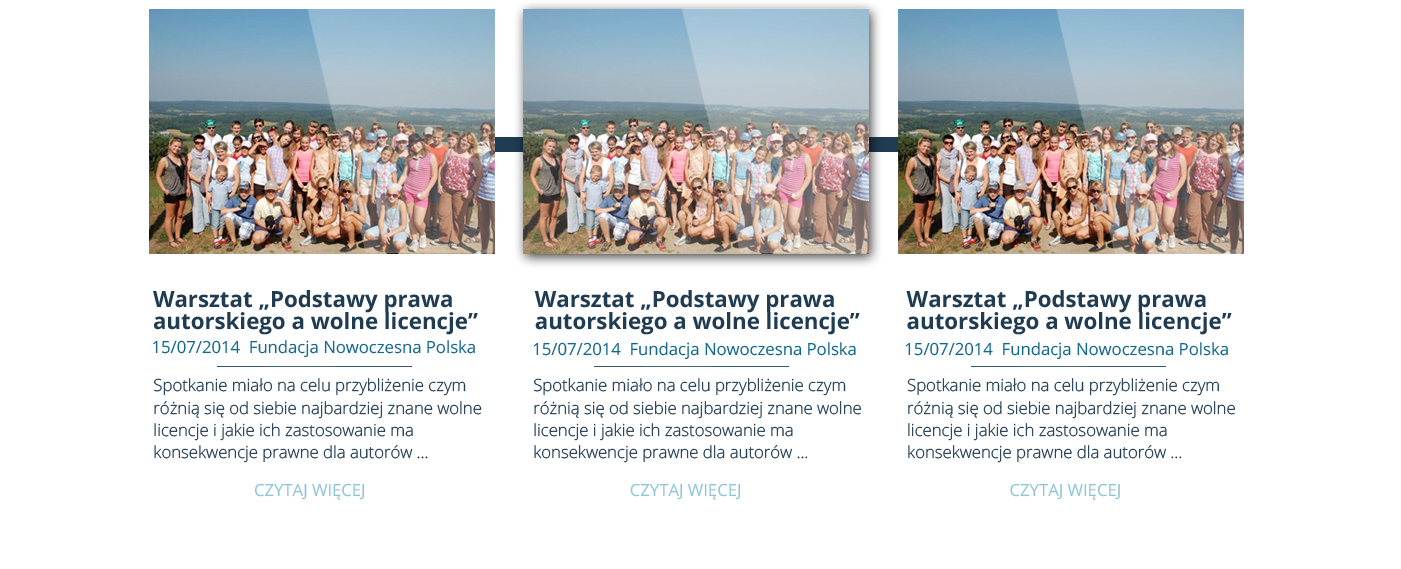 Warsztat „Podstawy prawa
autorskiego a wolne licencje”
15/07/2014 Fundacja Nowoczesna Polska
Spotkanie miało na celu przybliżenie czym
różnią się od siebie najbardziej znane wolne
licencje i jakie ich zastosowanie ma
konsekwencje prawne dla autorów ...
CZYTAJ WIĘCEJ
Warsztat „Podstawy prawa
autorskiego a wolne licencje”
15/07/2014 Fundacja Nowoczesna Polska
Spotkanie miało na celu przybliżenie czym
różnią się od siebie najbardziej znane wolne
licencje i jakie ich zastosowanie ma
konsekwencje prawne dla autorów ...
CZYTAJ WIĘCEJ
Warsztat „Podstawy prawa
autorskiego a wolne licencje”
15/07/2014 Fundacja Nowoczesna Polska
Spotkanie miało na celu przybliżenie czym
różnią się od siebie najbardziej znane wolne
licencje i jakie ich zastosowanie ma
konsekwencje prawne dla autorów ...
CZYTAJ WIĘCEJ